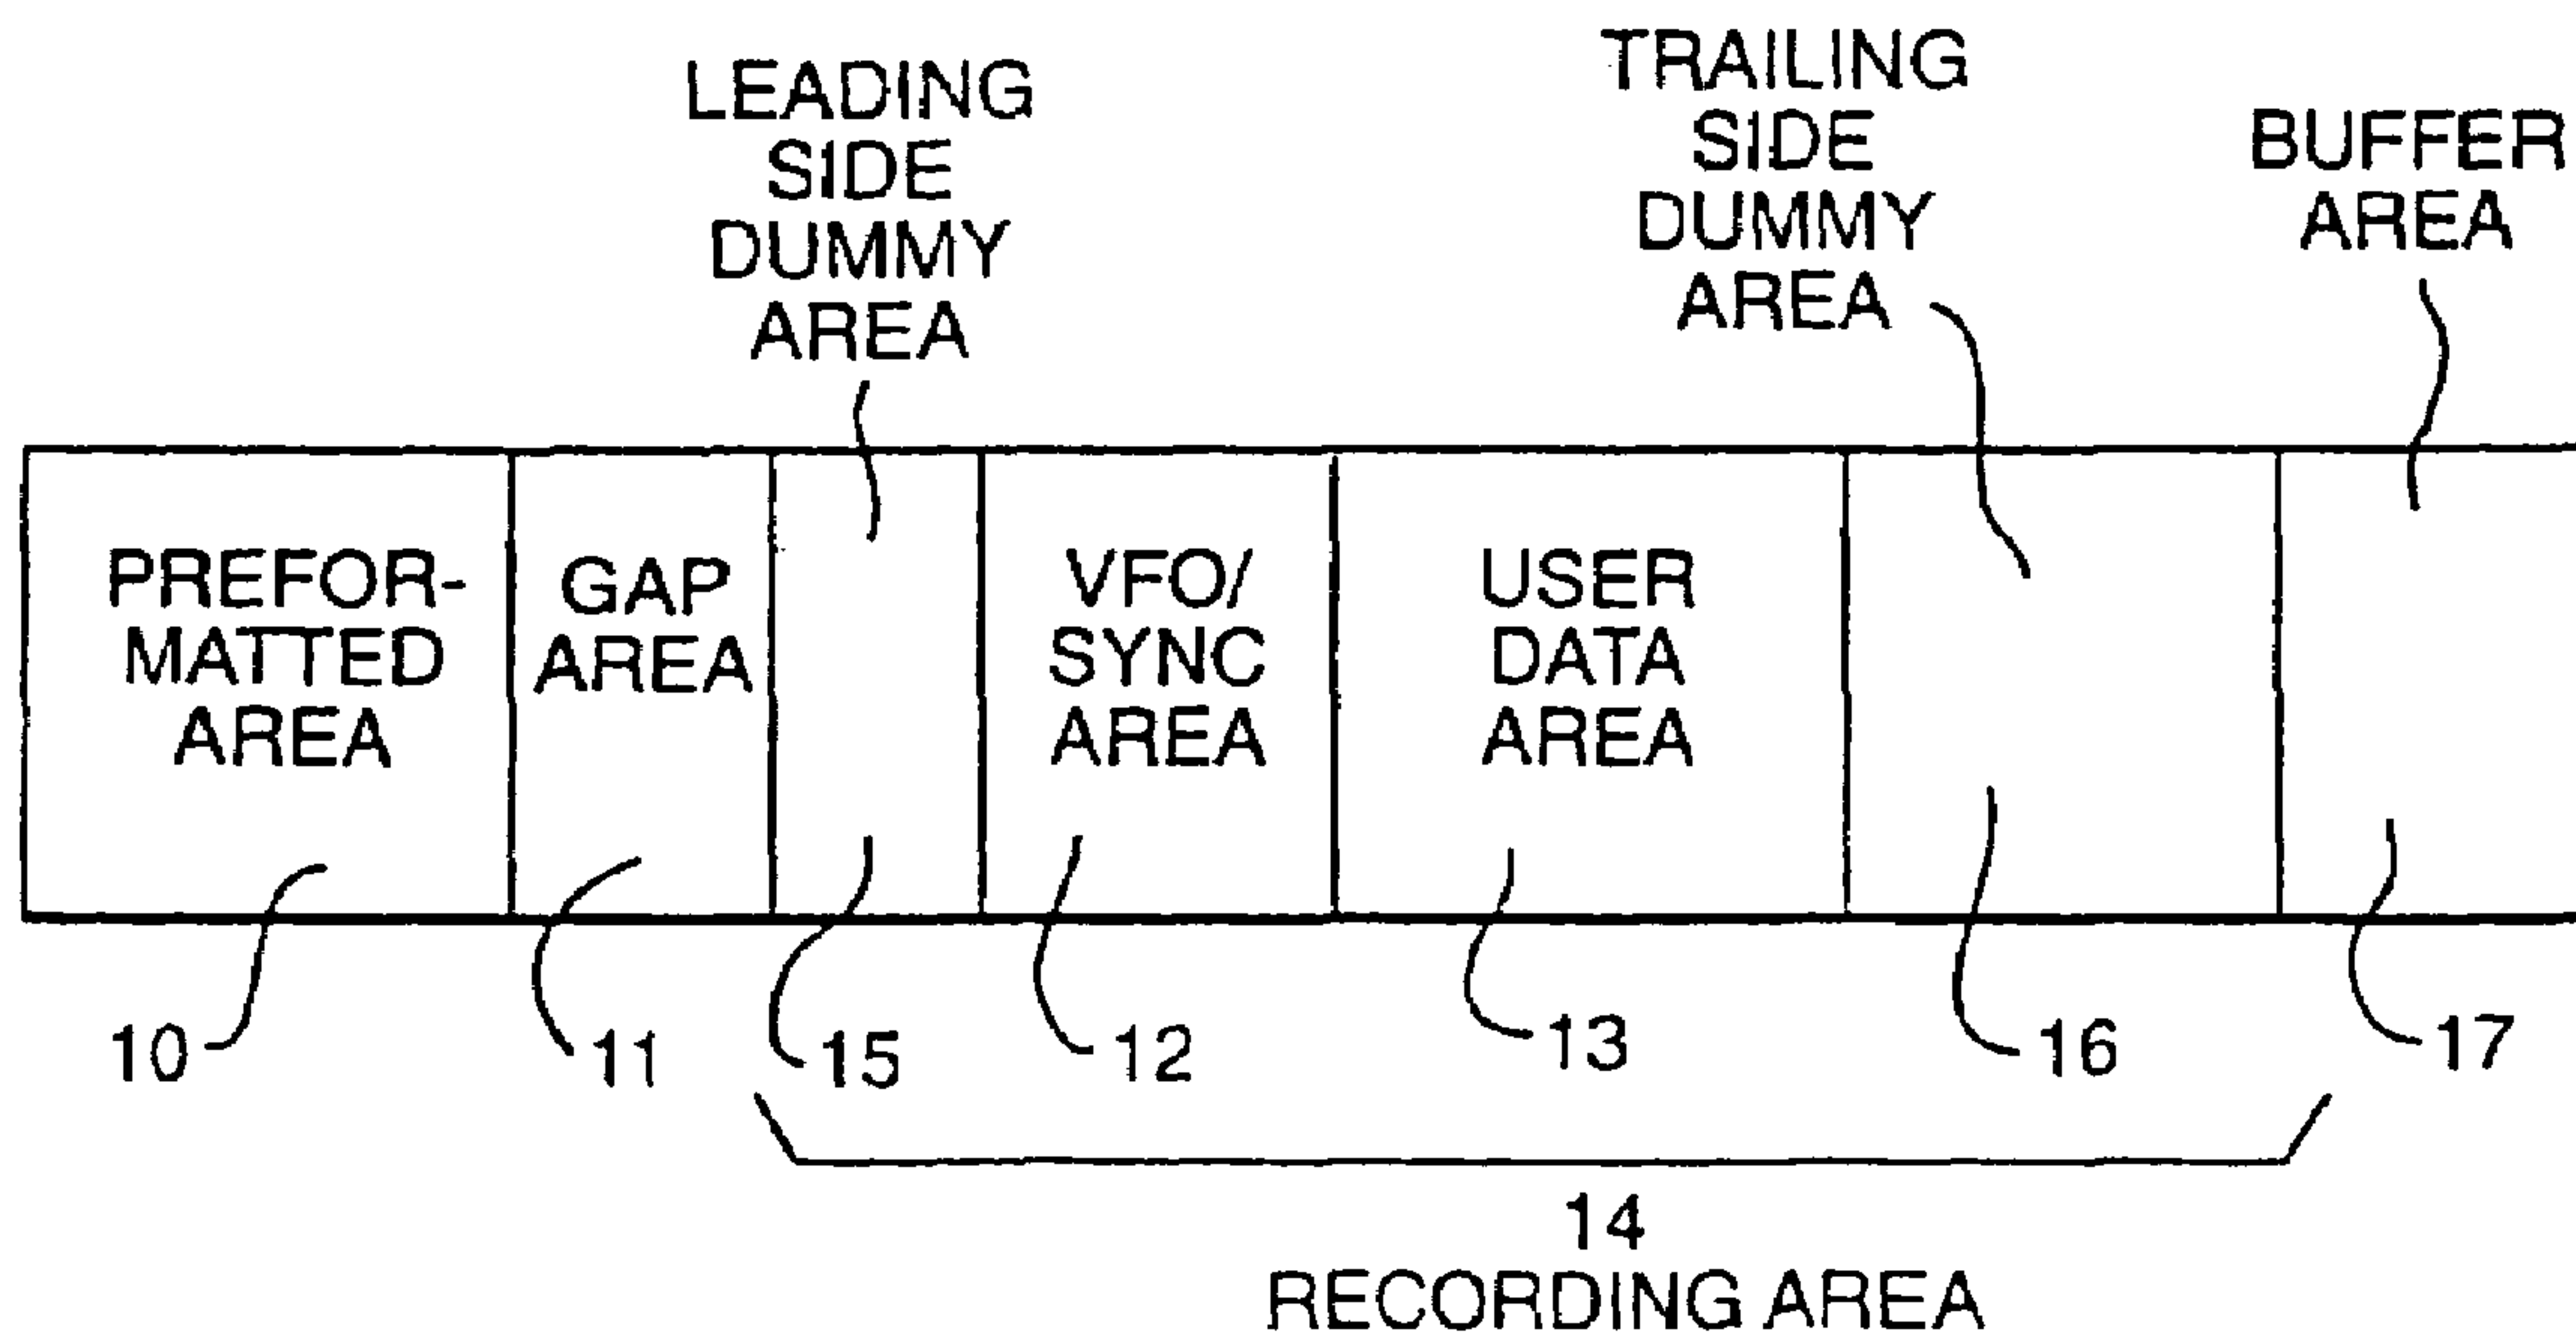 LEADING
SIDE
DUMMY
AREA
TRAILING
SIDE
DUMMY
AREA
BUFFER
AREA
PREFOR-
MATTED
AREA
GAP
AREA
VFO/
SYNC
AREA
USER
DATA
AREA
10
11
15
12
13
16
17
14
RECORDING AREA